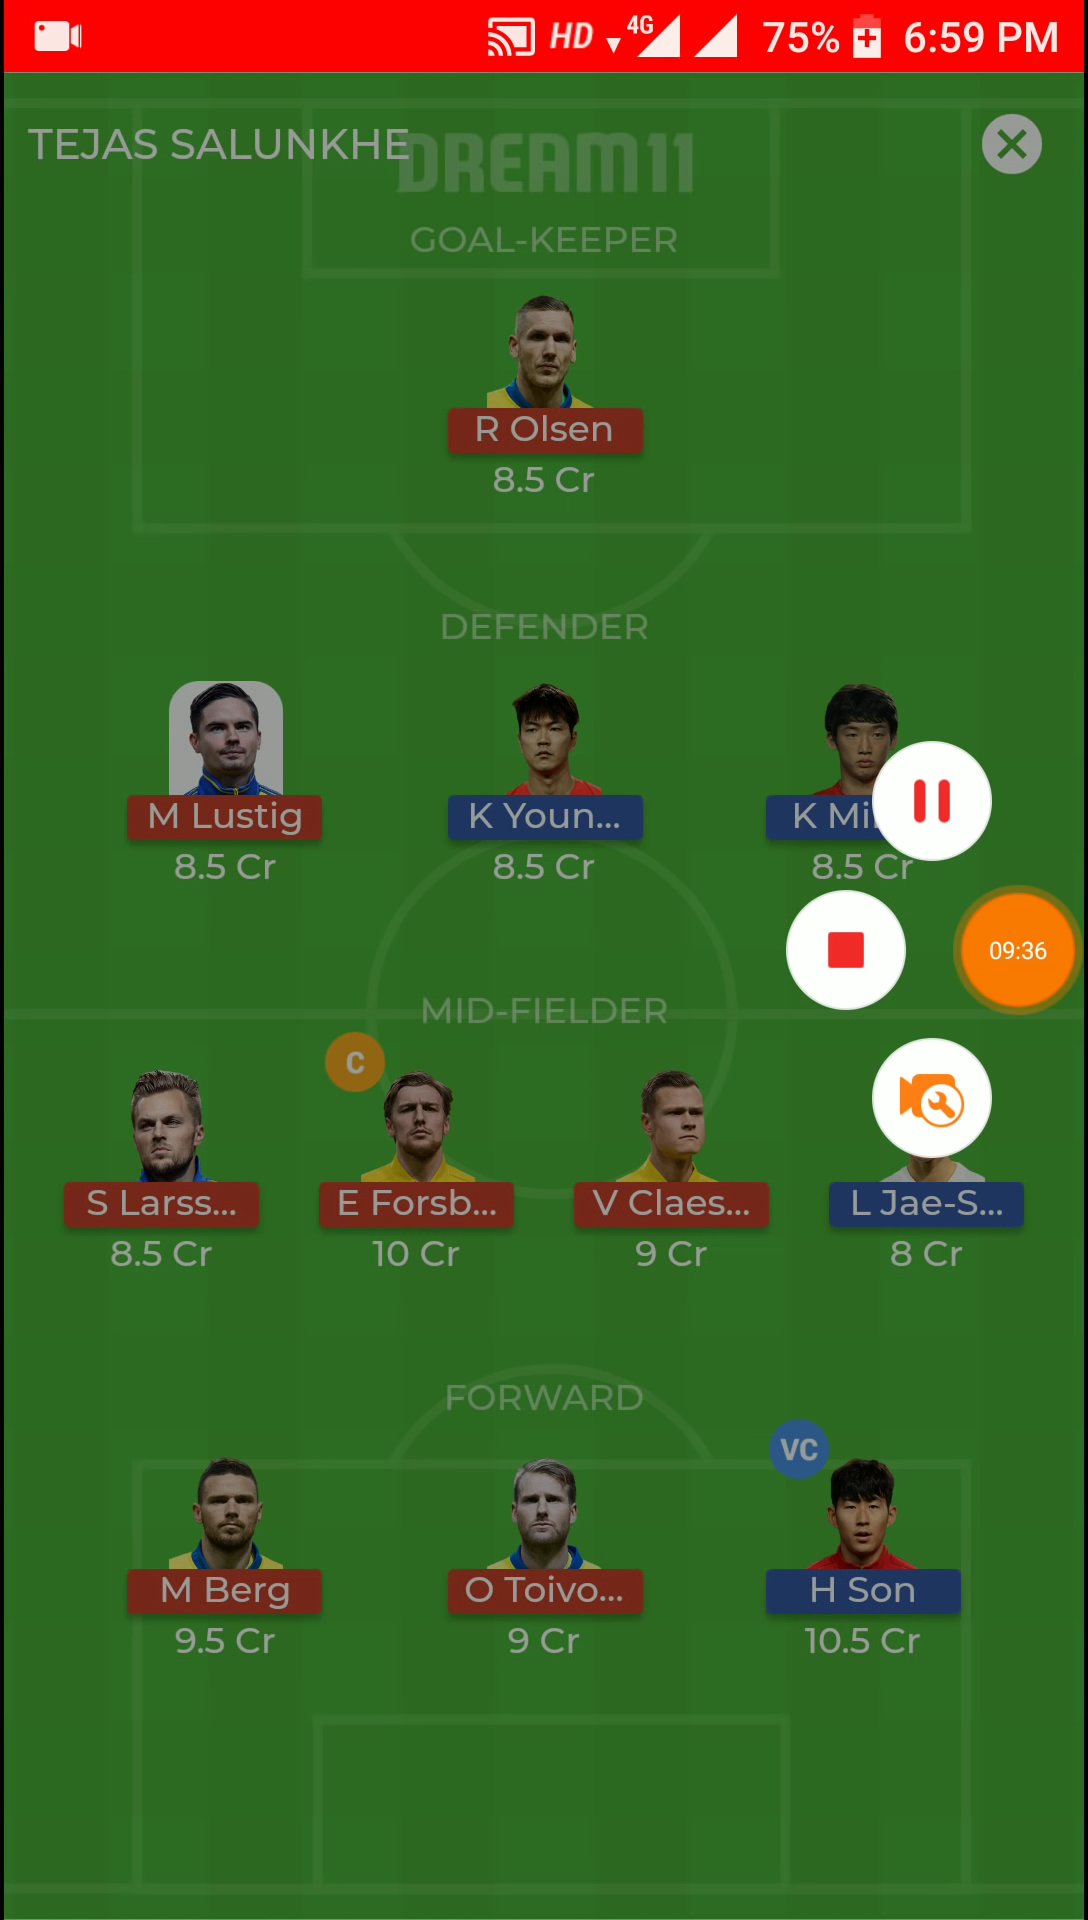 HD 4G 75% 6:59 PM
TEJAS SALUNKHE
DREAM11
GOAL-KEEPER
R Olsen
8.5 Cr
DEFENDER
M Lustig K Youn... K Mi
8.5 Cr 8.5 Cr 8.5 Cr
09:36
MID-FIELDER
C
S Larss... E Forsb... V Claes... L Jae-S...
8.5 Cr 10 Cr 9 Cr 8 Cr
FORWARD
VC
M Berg O Toivo... H Son
9.5 Cr 9 Cr 10.5 Cr